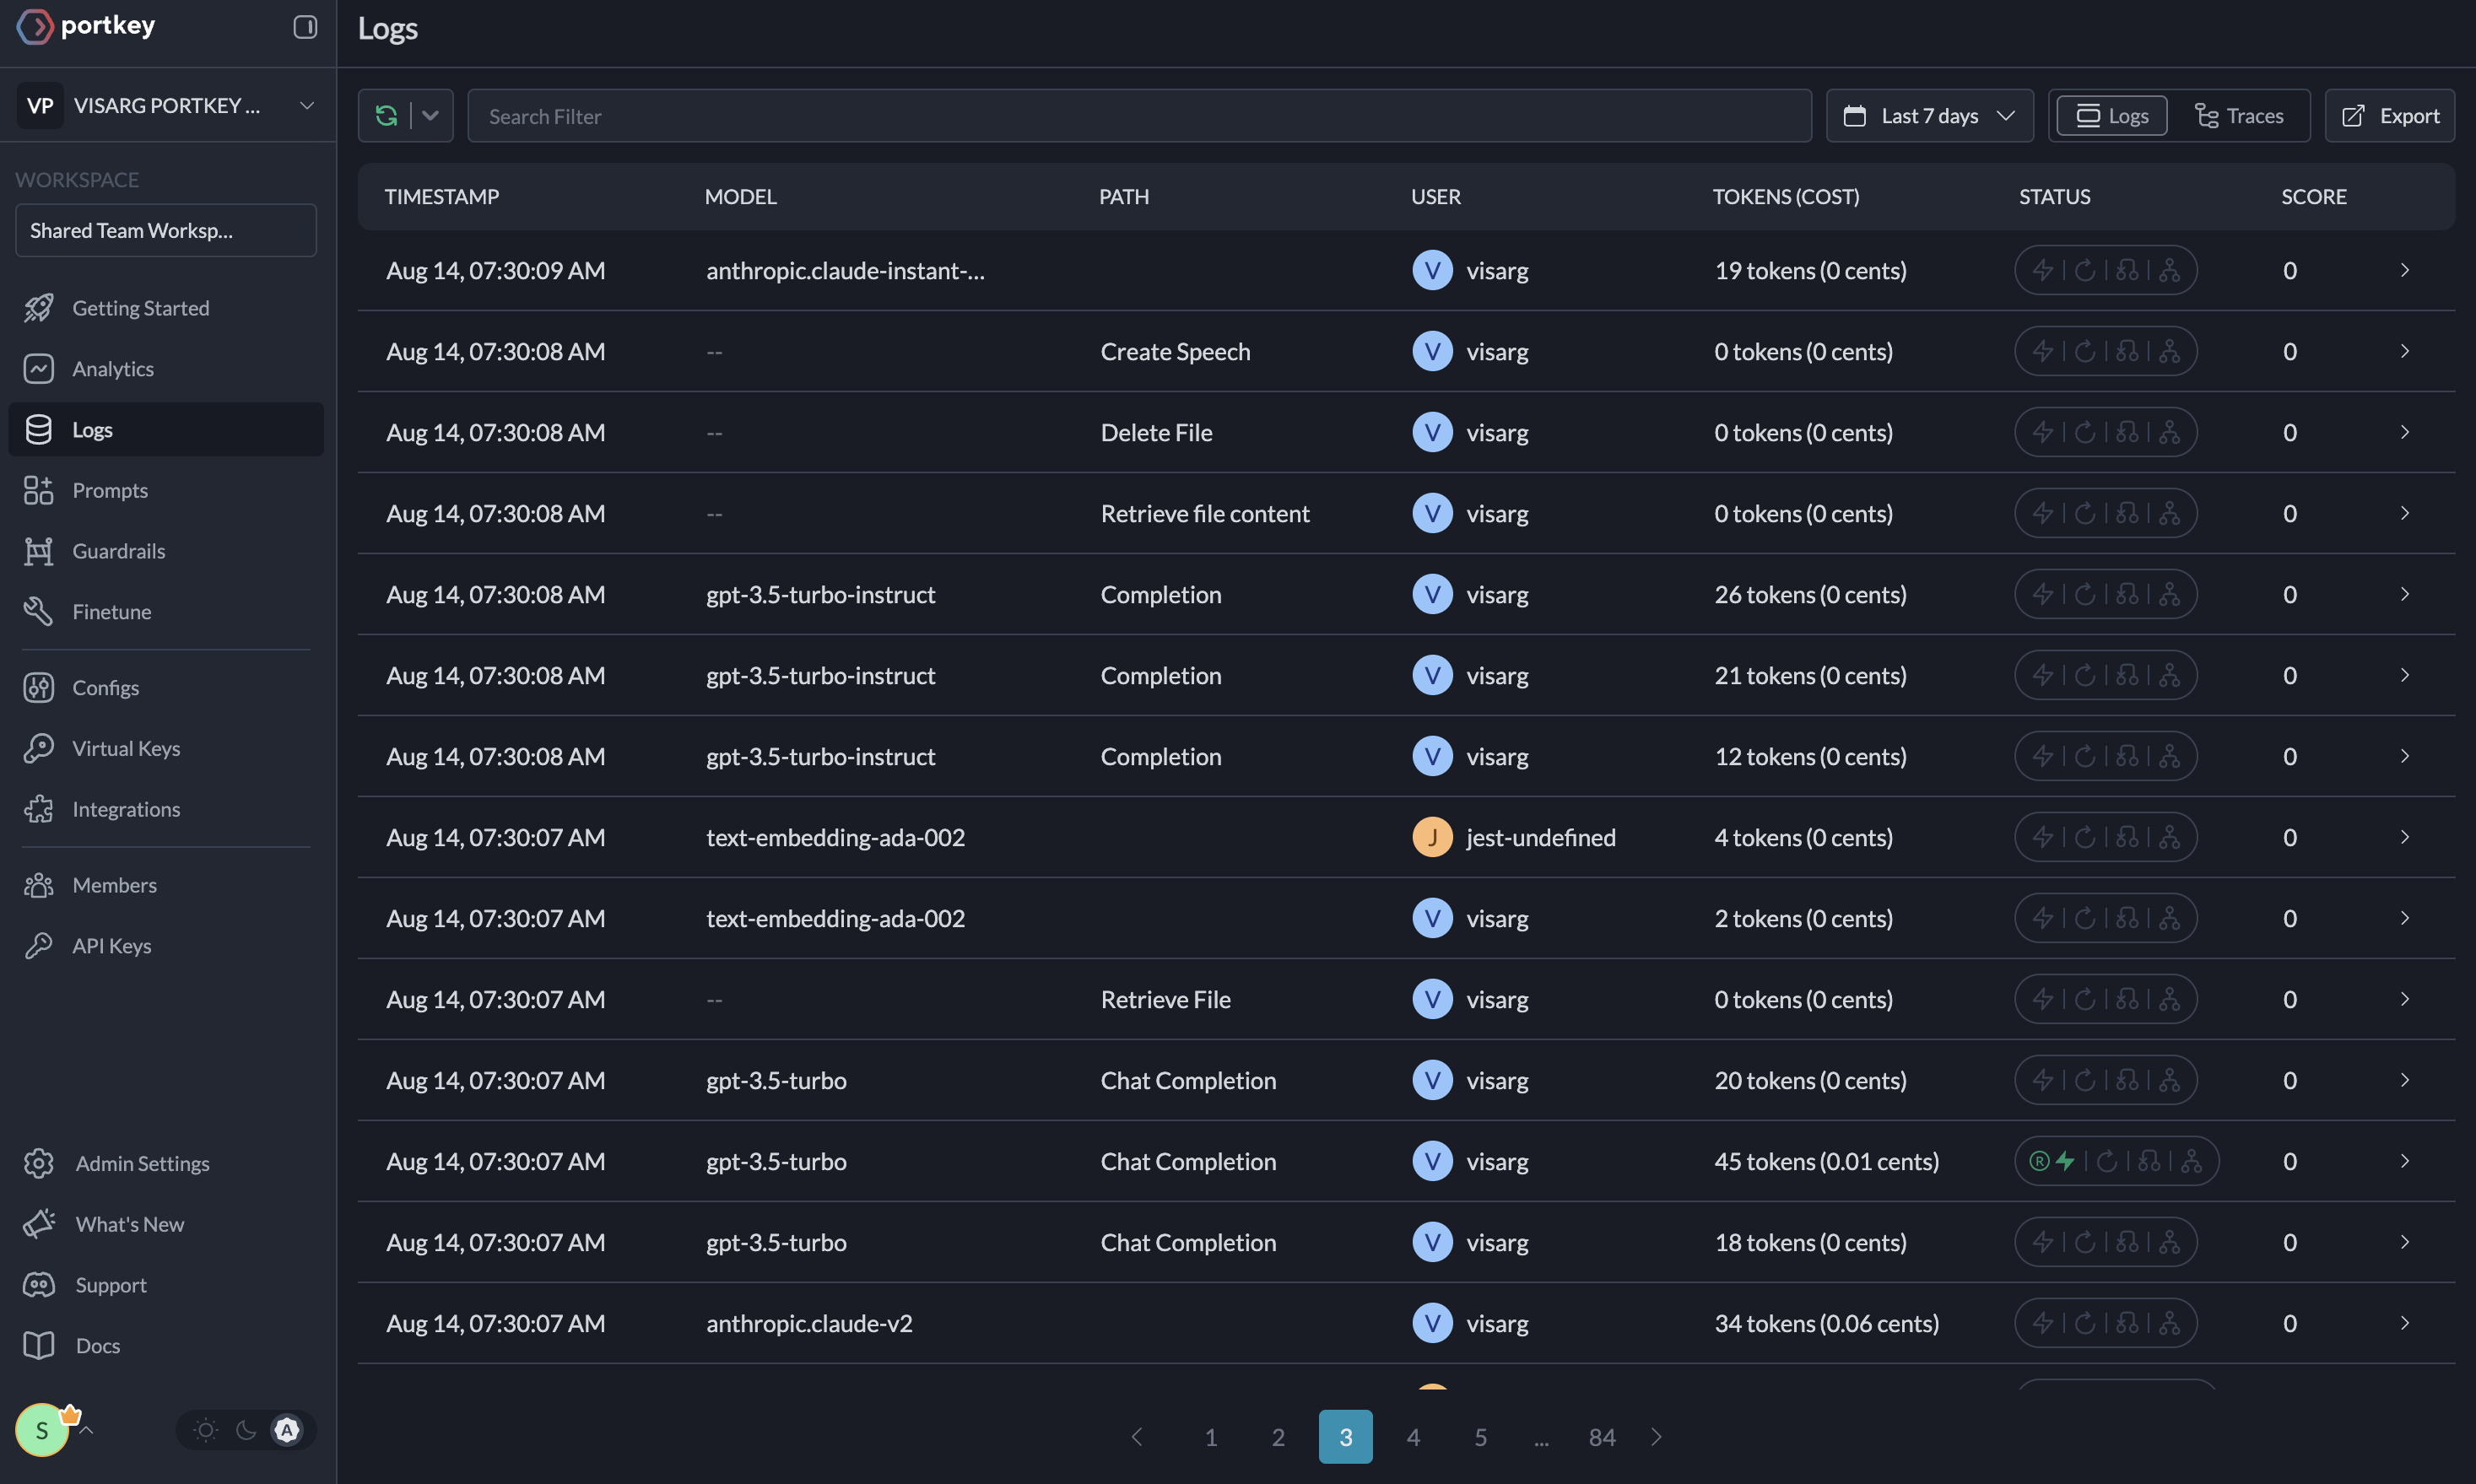 portkey
VP VISARG PORTKEY ...
WORKSPACE
Shared Team Worksp...
Getting Started
Analytics
Logs
Prompts
Guardrails
Finetune
Configs
Virtual Keys
Integrations
Members
API Keys
Admin Settings
What's New
Support
Docs
S
A
Logs
Search Filter Last 7 days Logs Traces Export
TIMESTAMP MODEL PATH USER TOKENS (COST) STATUS SCORE
Aug 14, 07:30:09 AM anthropic.claude-instant-... V visarg 19 tokens (0 cents) 0
Aug 14, 07:30:08 AM -- Create Speech V visarg 0 tokens (0 cents) 0
Aug 14, 07:30:08 AM -- Delete File V visarg 0 tokens (0 cents) 0
Aug 14, 07:30:08 AM -- Retrieve file content V visarg 0 tokens (0 cents) 0
Aug 14, 07:30:08 AM gpt-3.5-turbo-instruct Completion V visarg 26 tokens (0 cents) 0
Aug 14, 07:30:08 AM gpt-3.5-turbo-instruct Completion V visarg 21 tokens (0 cents) 0
Aug 14, 07:30:08 AM gpt-3.5-turbo-instruct Completion V visarg 12 tokens (0 cents) 0
Aug 14, 07:30:07 AM text-embedding-ada-002 J jest-undefined 4 tokens (0 cents) 0
Aug 14, 07:30:07 AM text-embedding-ada-002 V visarg 2 tokens (0 cents) 0
Aug 14, 07:30:07 AM -- Retrieve File V visarg 0 tokens (0 cents) 0
Aug 14, 07:30:07 AM gpt-3.5-turbo Chat Completion V visarg 20 tokens (0 cents) 0
Aug 14, 07:30:07 AM gpt-3.5-turbo Chat Completion V visarg 45 tokens (0.01 cents) R 0
Aug 14, 07:30:07 AM gpt-3.5-turbo Chat Completion V visarg 18 tokens (0 cents) 0
Aug 14, 07:30:07 AM anthropic.claude-v2 V visarg 34 tokens (0.06 cents) 0
1 2 3 4 5 ... 84